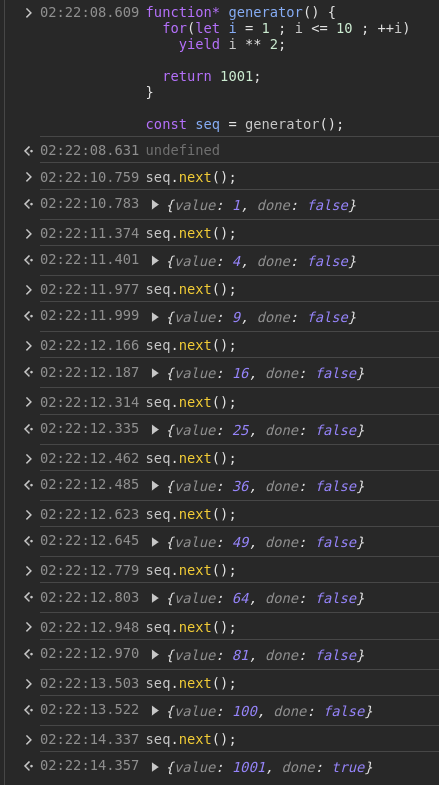 02:22:08.609 function* generator() {
for(let i = 1 ; i <= 10 ; ++i)
yield i ** 2;
return 1001;
}
const seq = generator();
02:22:08.631 undefined
02:22:10.759 seq.next();
02:22:10.783 ▶ {value: 1, done: false}
02:22:11.374 seq.next();
02:22:11.401 ▶ {value: 4, done: false}
02:22:11.977 seq.next();
02:22:11.999 ▶ {value: 9, done: false}
02:22:12.166 seq.next();
02:22:12.187 ▶ {value: 16, done: false}
02:22:12.314 seq.next();
02:22:12.335 ▶ {value: 25, done: false}
02:22:12.462 seq.next();
02:22:12.485 ▶ {value: 36, done: false}
02:22:12.623 seq.next();
02:22:12.645 ▶ {value: 49, done: false}
02:22:12.779 seq.next();
02:22:12.803 ▶ {value: 64, done: false}
02:22:12.948 seq.next();
02:22:12.970 ▶ {value: 81, done: false}
02:22:13.503 seq.next();
02:22:13.522 ▶ {value: 100, done: false}
02:22:14.337 seq.next();
02:22:14.357 ▶ {value: 1001, done: true}